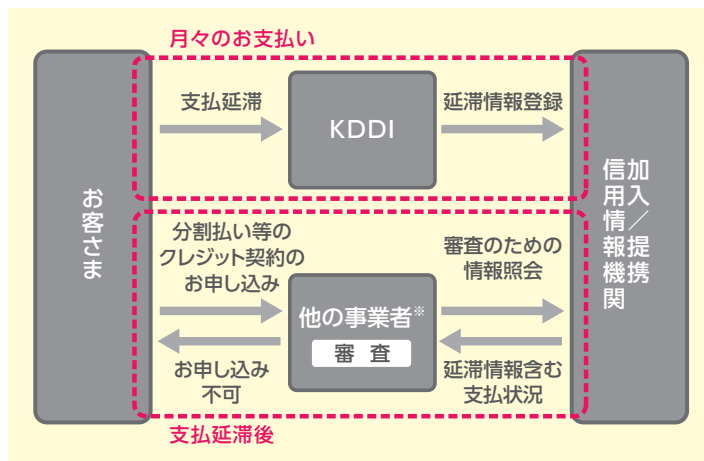 月々のお支払い
お客さま
支払延滞
KDDI
延滞情報登録
加入／提携
信用情報機関
分割払い等の
クレジット契約の
お申し込み
他の事業者※
審査
審査のための
情報照会
お申し込み
不可
延滞情報含む
支払状況
支払延滞後